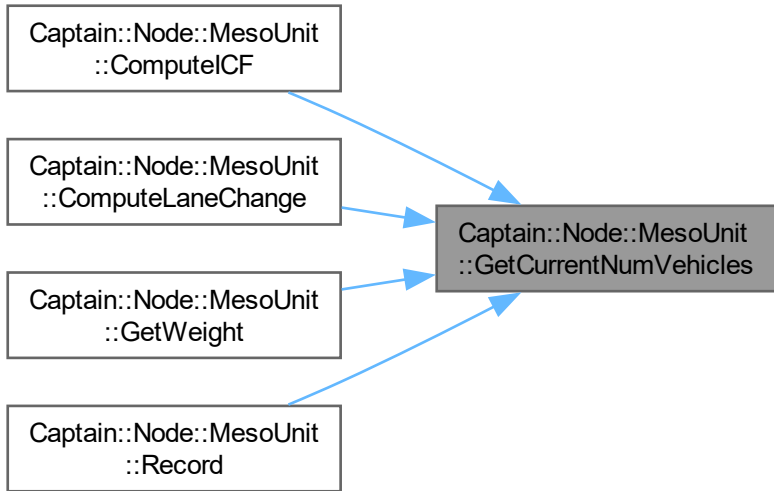 Captain::Node::MesoUnit
::ComputeICF
Captain::Node::MesoUnit
::ComputeLaneChange
Captain::Node::MesoUnit
::GetCurrentNumVehicles
Captain::Node::MesoUnit
::GetWeight
Captain::Node::MesoUnit
::Record